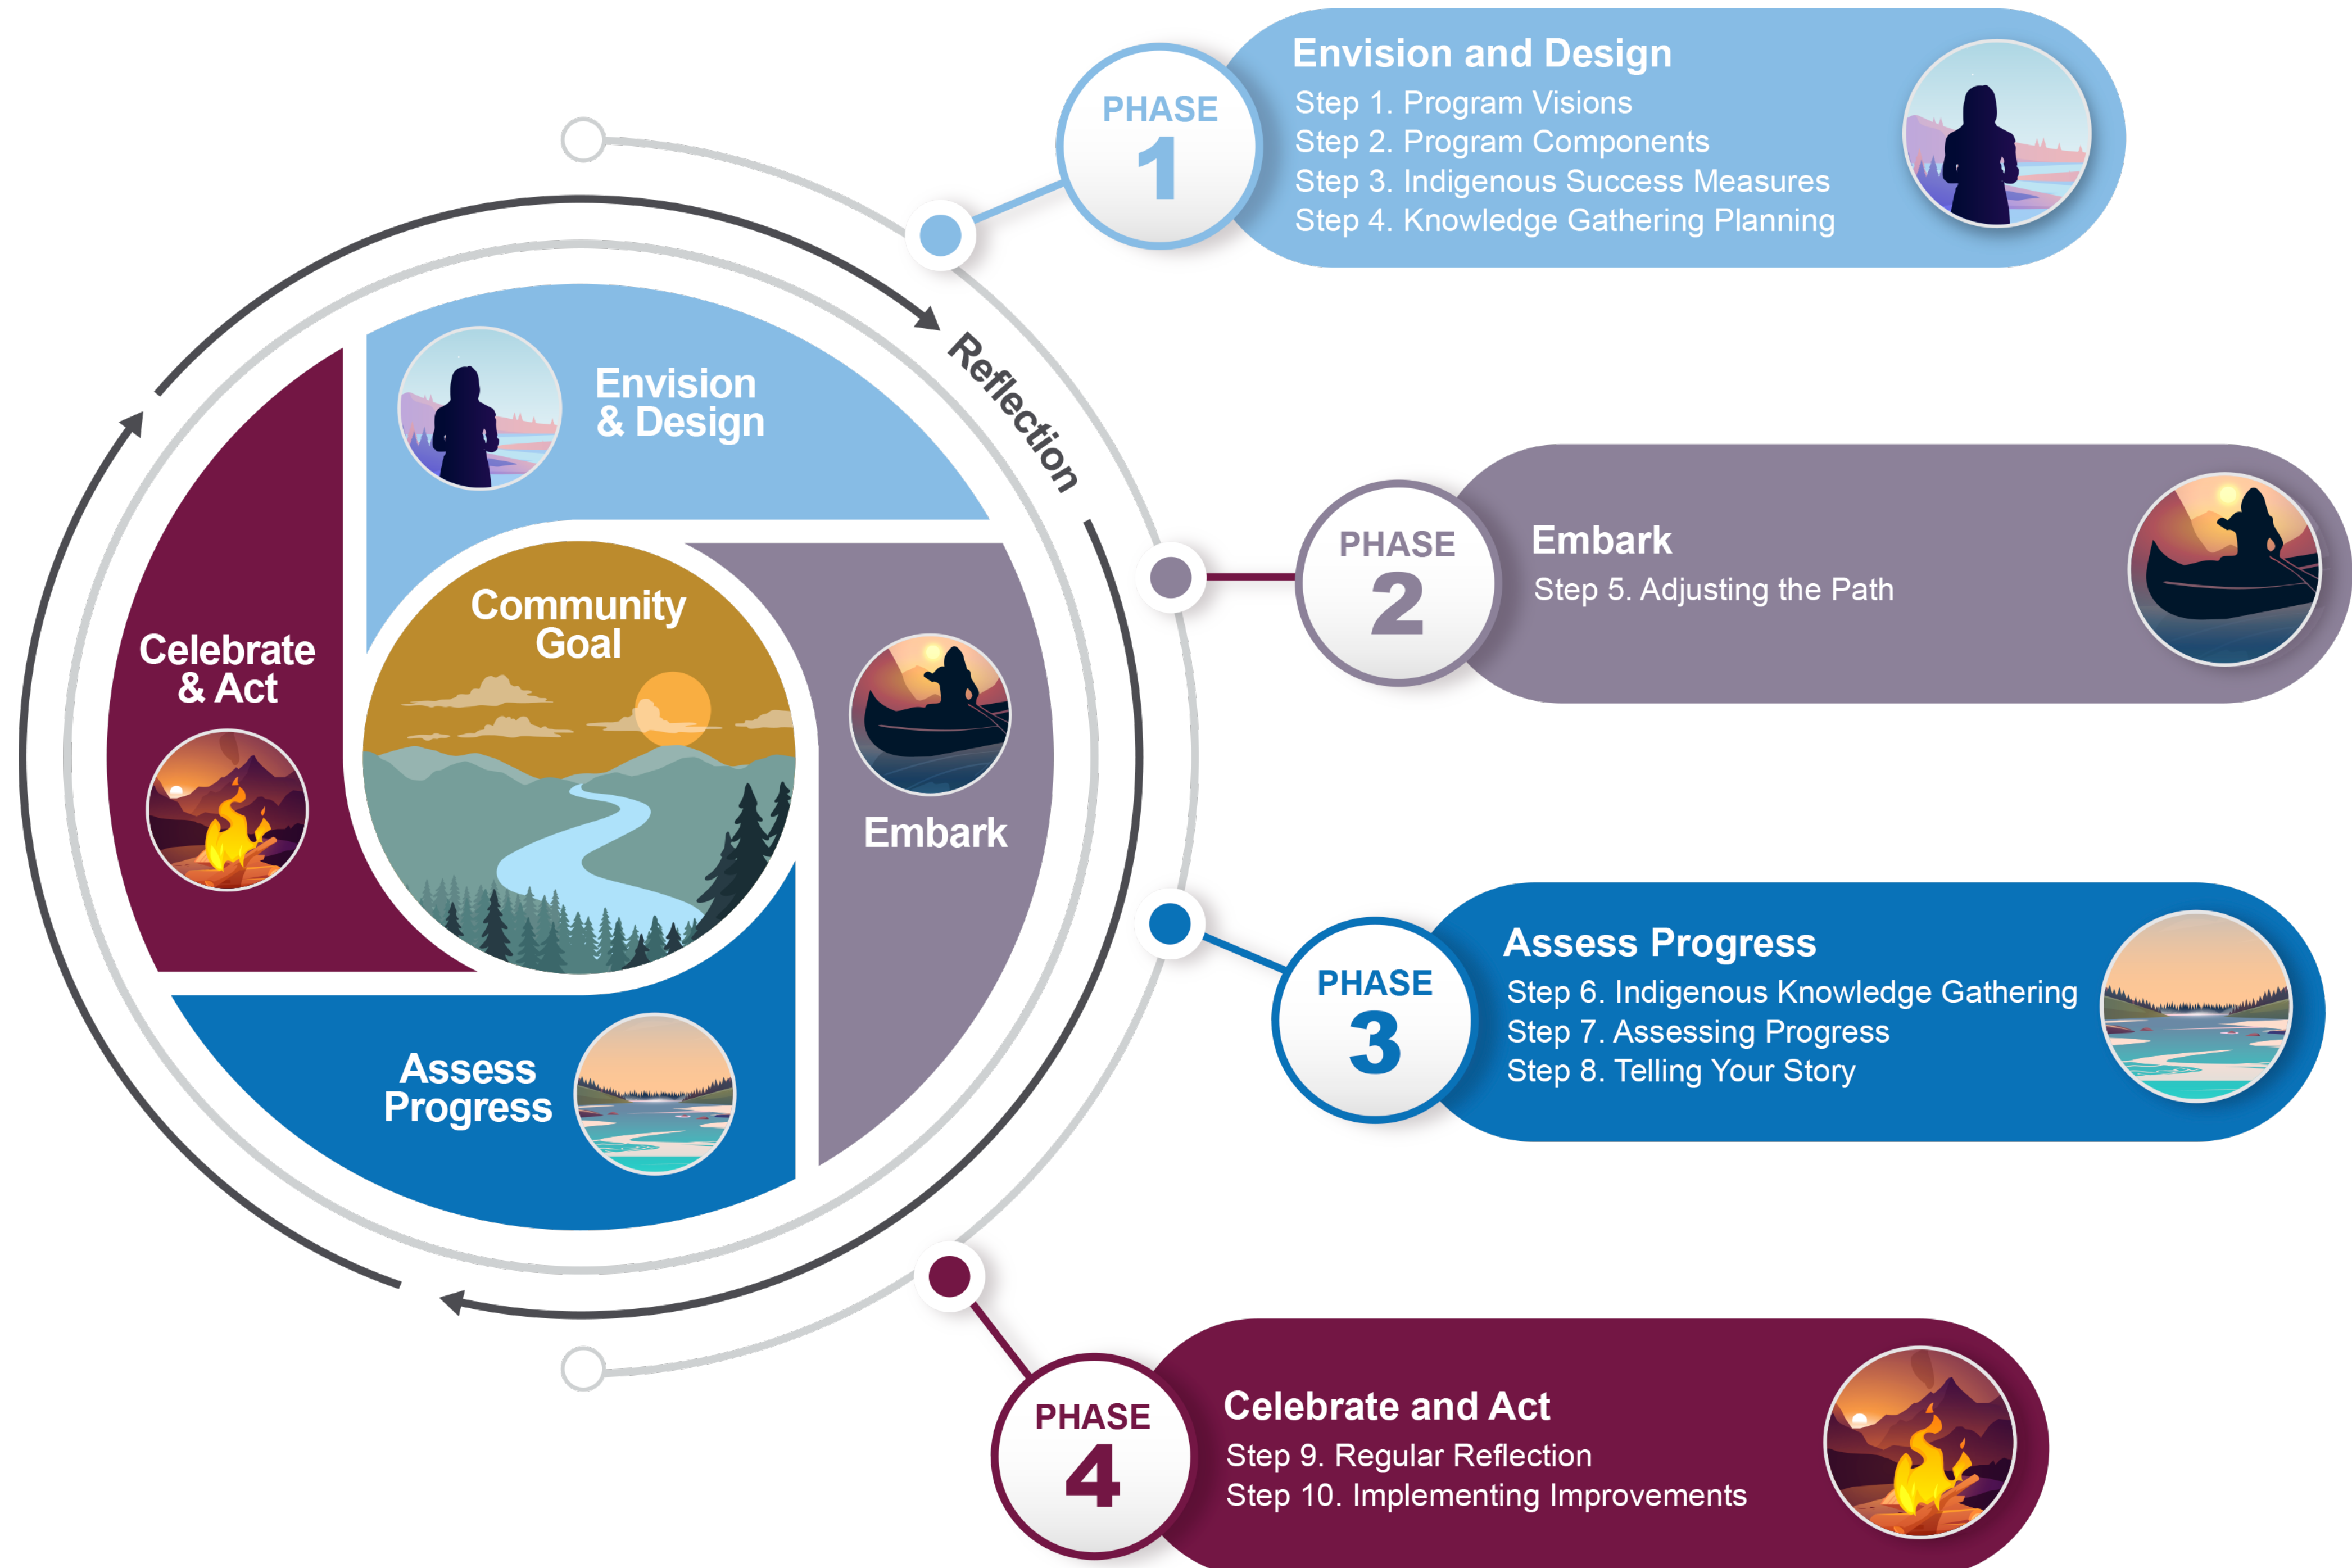 Envision
& Design
Reflection
Celebrate
& Act
Community
Goal
Embark
Assess
Progress
PHASE
1
Envision and Design
Step 1. Program Visions
Step 2. Program Components
Step 3. Indigenous Success Measures
Step 4. Knowledge Gathering Planning
PHASE
2
Embark
Step 5. Adjusting the Path
PHASE
3
Assess Progress
Step 6. Indigenous Knowledge Gathering
Step 7. Assessing Progress
Step 8. Telling Your Story
PHASE
4
Celebrate and Act
Step 9. Regular Reflection
Step 10. Implementing Improvements